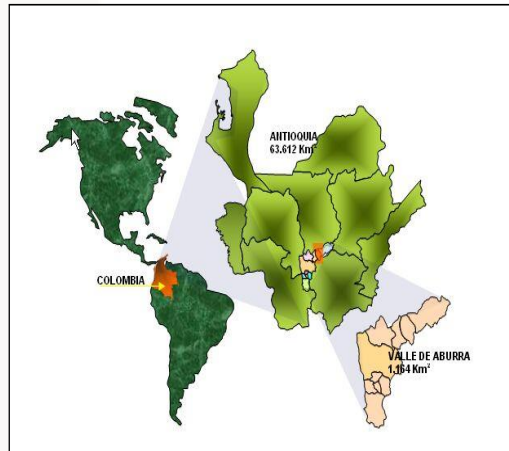 ANTIOQUIA
63.612 Km²
COLOMBIA
VALLE DE ABURRA
1.164 Km²